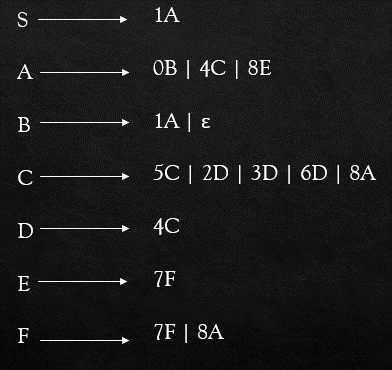 S → 1A
A → 0B | 4C | 8E
B → 1A | ε
C → 5C | 2D | 3D | 6D | 8A
D → 4C
E → 7F
F → 7F | 8A